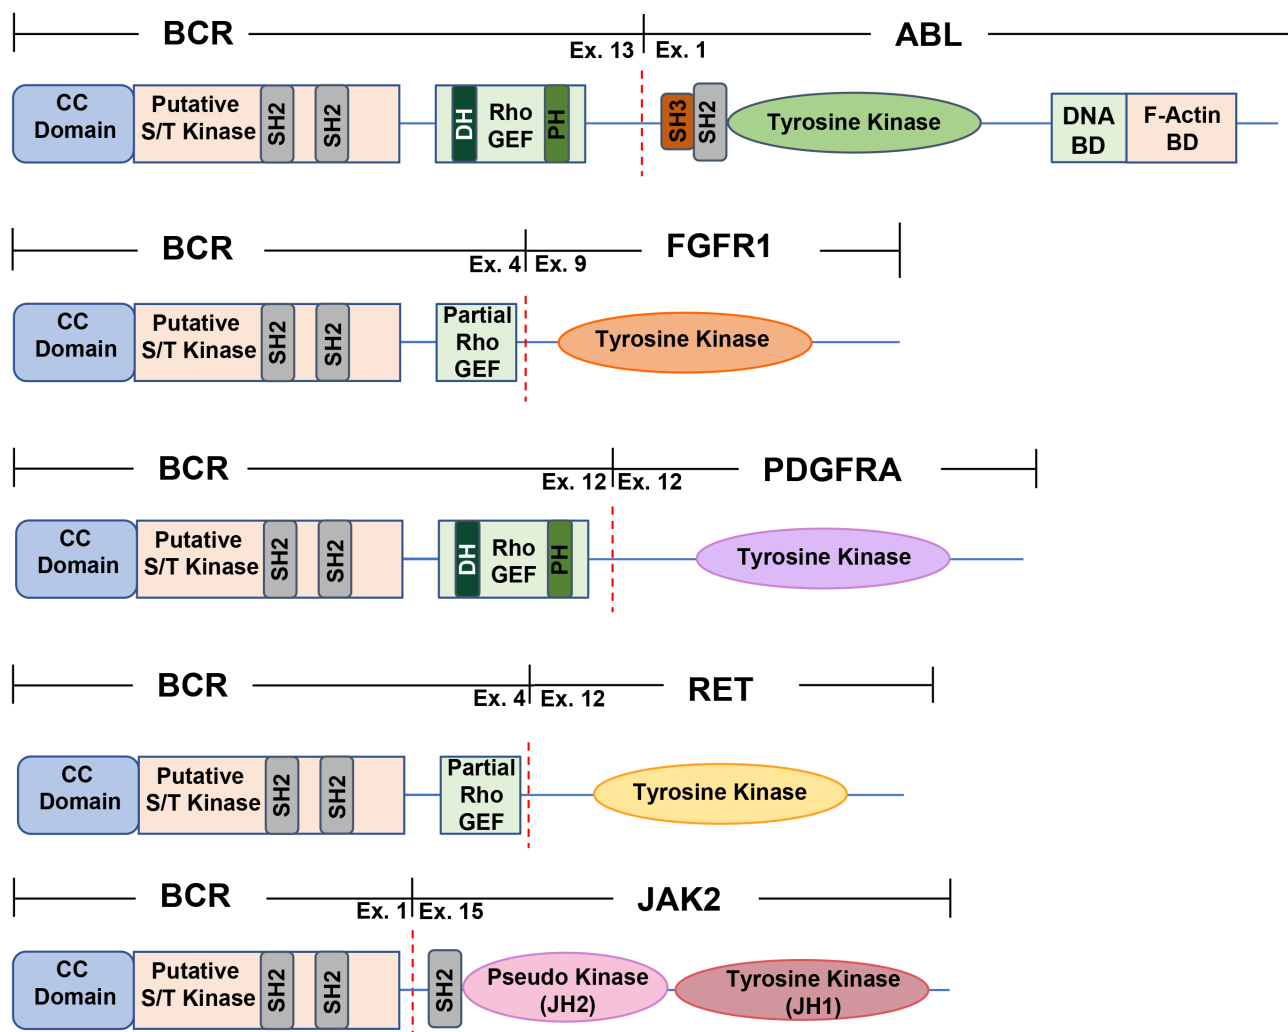 BCR
ABL
Ex. 13
Ex. 1
CC
Domain
Putative
S/T Kinase
SH2
SH2
DH
Rho
GEF
PH
SH3
SH2
Tyrosine Kinase
DNA
BD
F-Actin
BD
BCR
FGFR1
Ex. 4
Ex. 9
CC
Domain
Putative
S/T Kinase
SH2
SH2
Partial
Rho
GEF
Tyrosine Kinase
BCR
PDGFRA
Ex. 12
Ex. 12
CC
Domain
Putative
S/T Kinase
SH2
SH2
DH
Rho
GEF
PH
Tyrosine Kinase
BCR
RET
Ex. 4
Ex. 12
CC
Domain
Putative
S/T Kinase
SH2
SH2
Partial
Rho
GEF
Tyrosine Kinase
BCR
JAK2
Ex. 1
Ex. 15
CC
Domain
Putative
S/T Kinase
SH2
SH2
SH2
Pseudo Kinase
(JH2)
Tyrosine Kinase
(JH1)